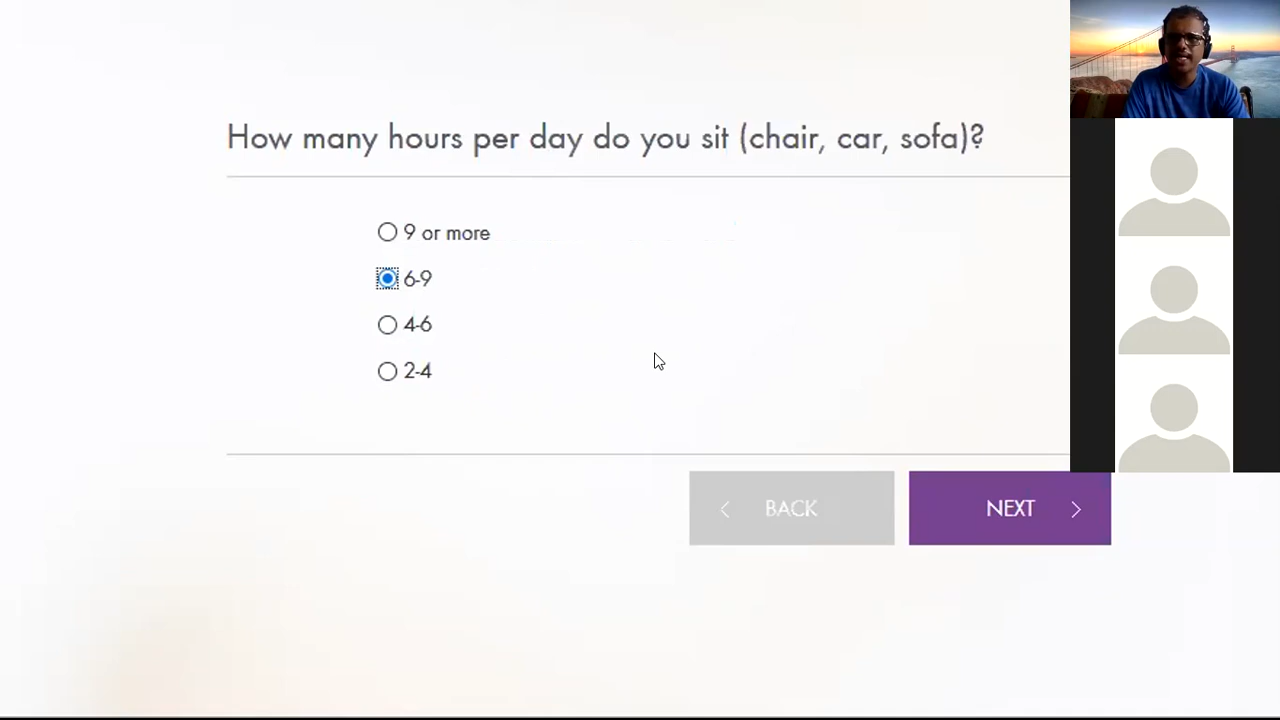 How many hours per day do you sit (chair, car, sofa)?
9 or more
6-9
4-6
2-4
BACK
NEXT